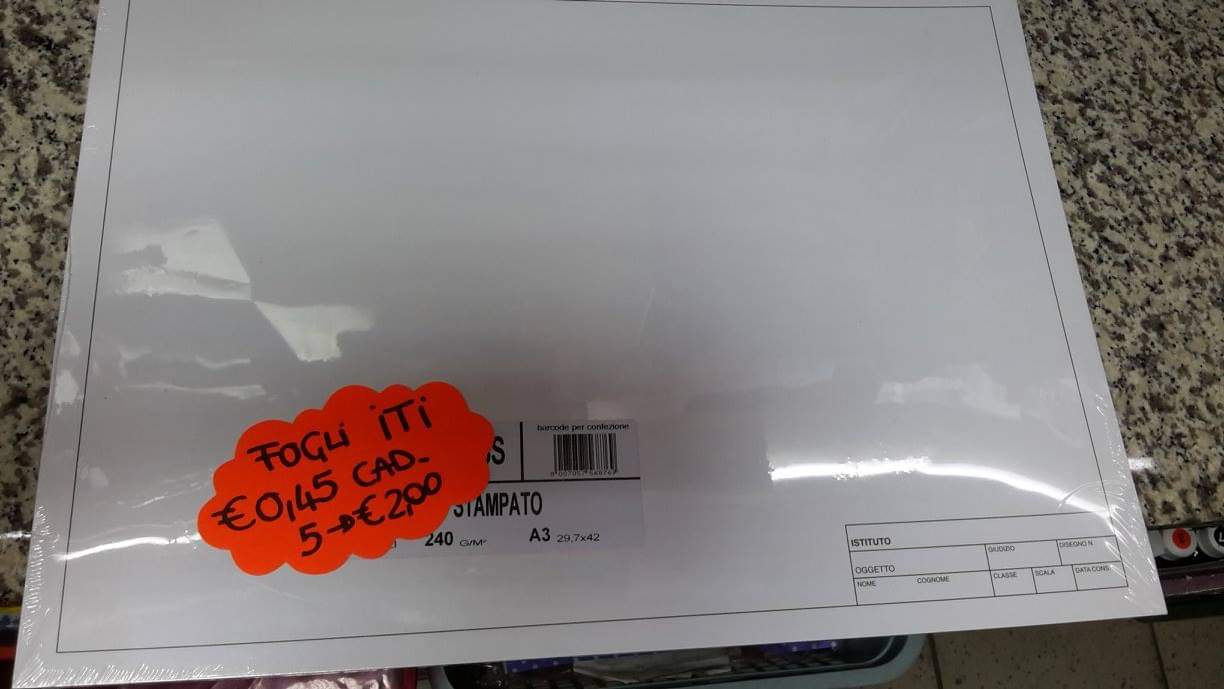 FOGLI ITI
€0,45 CAD-
5→€2,00
barcode per confezione
STAMPATO
240 G/M²
A3 29,7x42
ISTITUTO
OGGETTO
GIUDIZIO
DISEGNO N.
NOME
COGNOME
CLASSE
SCALA
DATA CONS.